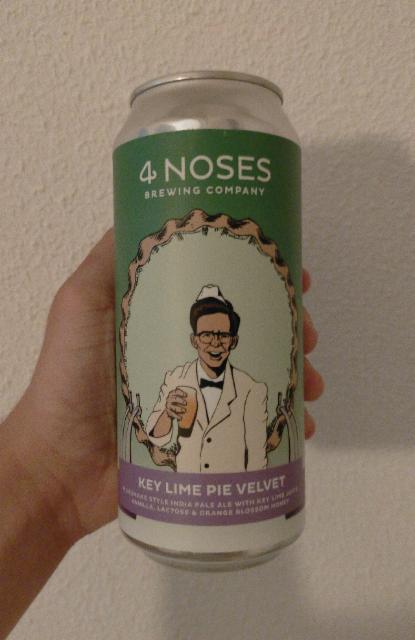 4 NOSES
BREWING COMPANY
KEY LIME PIE VELVET
MILKSHAKE STYLE INDIA PALE ALE WITH KEY LIME JUICE
VANILLA, LACTOSE & ORANGE BLOSSOM HONEY